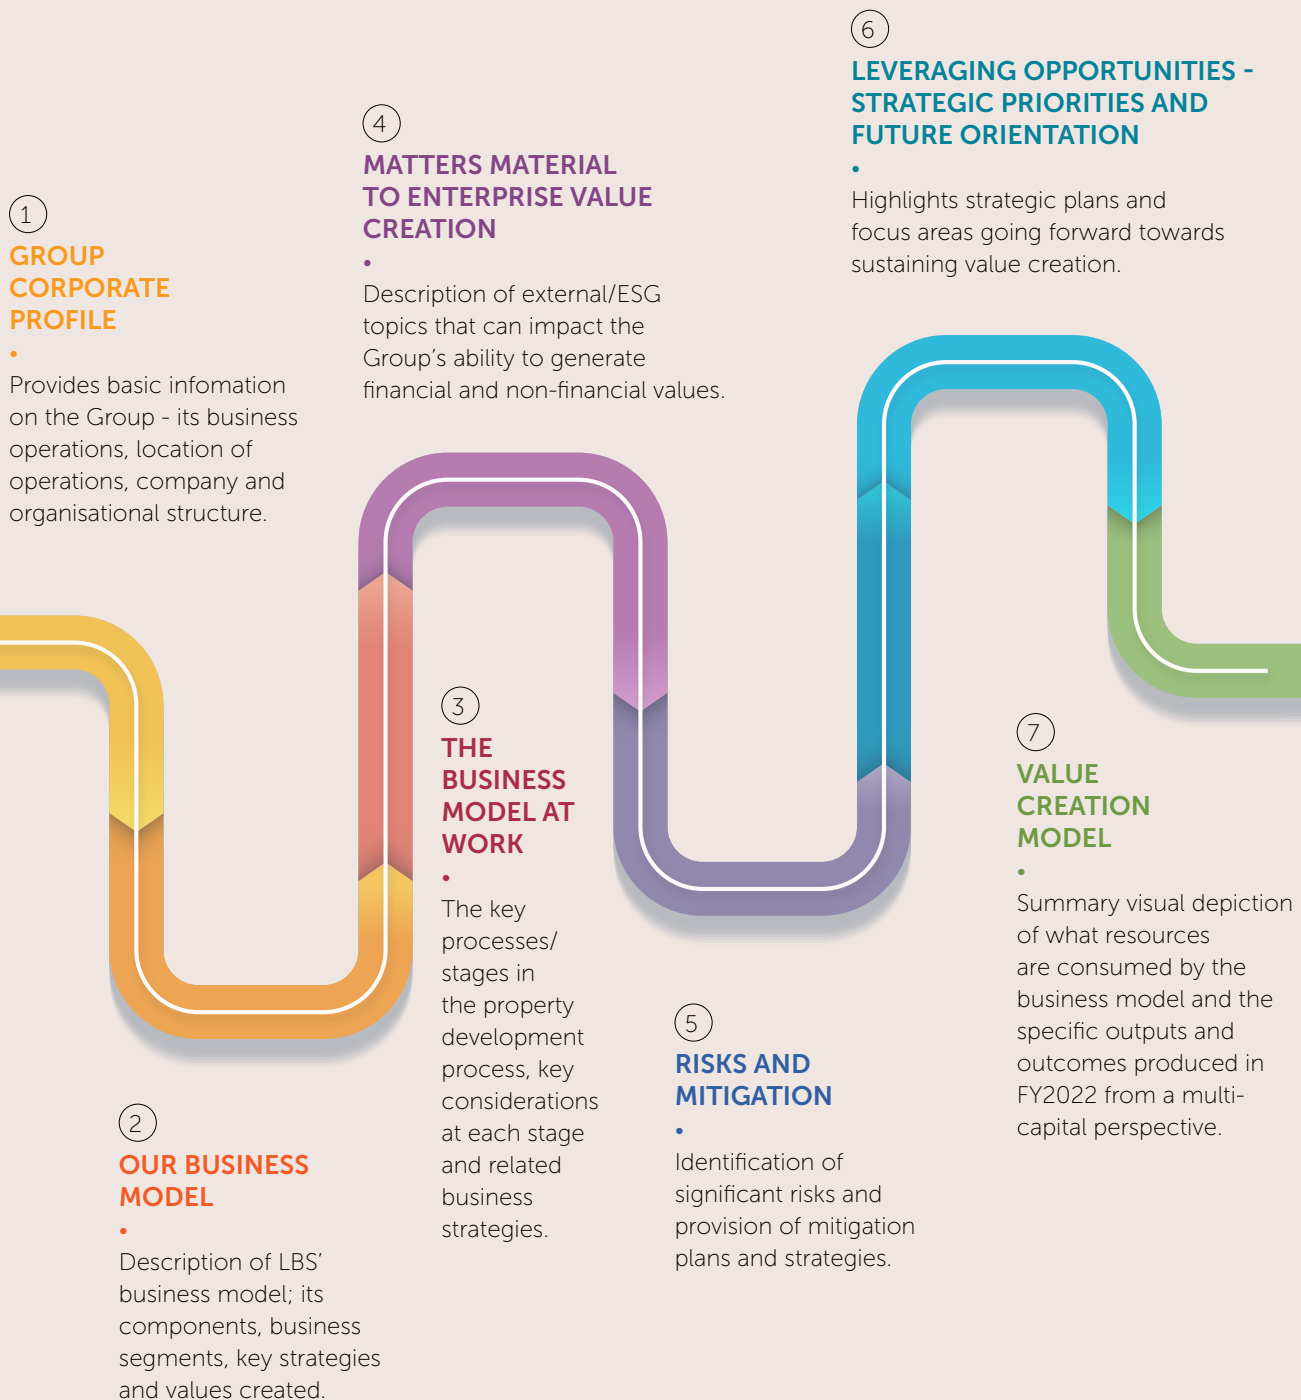 1
GROUP
CORPORATE
PROFILE
•
Provides basic infomation
on the Group - its business
operations, location of
operations, company and
organisational structure.
2
OUR BUSINESS
MODEL
•
Description of LBS’
business model; its
components, business
segments, key strategies
and values created.
3
THE
BUSINESS
MODEL AT
WORK
•
The key
processes/
stages in
the property
development
process, key
considerations
at each stage
and related
business
strategies.
4
MATTERS MATERIAL
TO ENTERPRISE VALUE
CREATION
•
Description of external/ESG
topics that can impact the
Group’s ability to generate
financial and non-financial values.
5
RISKS AND
MITIGATION
•
Identification of
significant risks and
provision of mitigation
plans and strategies.
6
LEVERAGING OPPORTUNITIES -
STRATEGIC PRIORITIES AND
FUTURE ORIENTATION
•
Highlights strategic plans and
focus areas going forward towards
sustaining value creation.
7
VALUE
CREATION
MODEL
•
Summary visual depiction
of what resources
are consumed by the
business model and the
specific outputs and
outcomes produced in
FY2022 from a multi-
capital perspective.